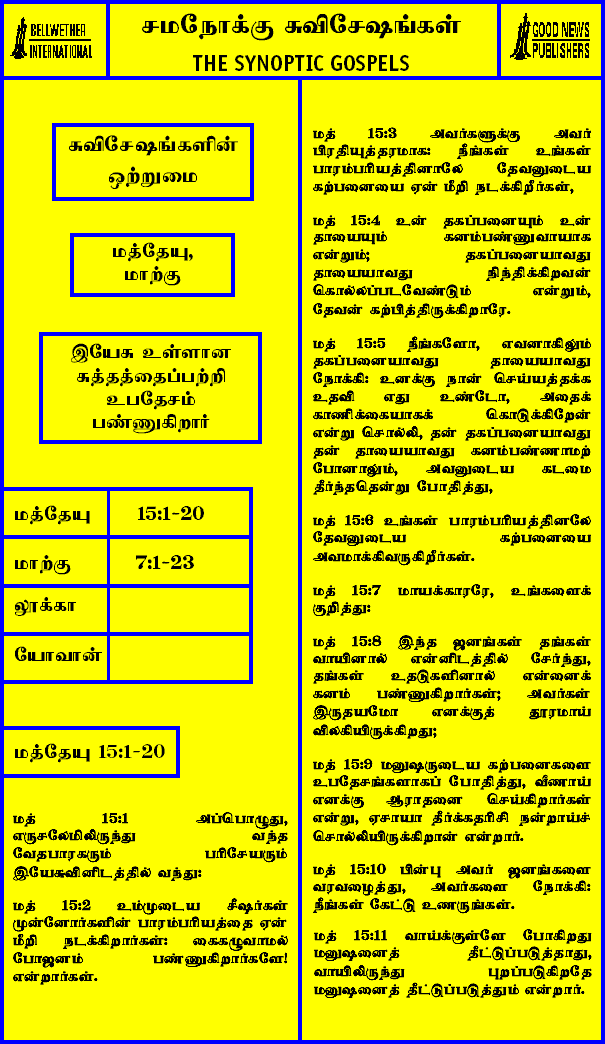 BELLWETHER
INTERNATIONAL
சமநோக்கு சுவிசேஷங்கள்
THE SYNOPTIC GOSPELS
GOOD NEWS
PUBLISHERS
சுவிசேஷங்களின்
ஒற்றுமை
மத்தேயு,
மாற்கு
இயேசு உள்ளான
சுத்தத்தைப்பற்றி
உபதேசம்
பண்ணுகிறார்
மத்தேயு 15:1-20
மாற்கு 7:1-23
லூக்கா
யோவான்
மத்தேயு 15:1-20
மத் 15:1 அப்பொழுது,
எருசலேமிலிருந்து வந்த
வேதபாரகரும் பரிசேயரும்
இயேசுவினிடத்தில் வந்து:
மத் 15:2 உம்முடைய சீஷர்கள்
முன்னோர்களின் பாரம்பரியத்தை ஏன்
மீறி நடக்கிறார்கள்: கைகழுவாமல்
போஜனம் பண்ணுகிறார்களே!
என்றார்கள்.
மத் 15:3 அவர்களுக்கு அவர்
பிரதியுத்தரமாக: நீங்கள் உங்கள்
பாரம்பரியத்தினாலே தேவனுடைய
கற்பனையை ஏன் மீறி நடக்கிறீர்கள்,
மத் 15:4 உன் தகப்பனையும் உன்
தாயையும் கனம்பண்ணுவாயாக
என்றும்; தகப்பனையாவது
தாயையாவது நிந்திக்கிறவன்
கொல்லப்படவேண்டும் என்றும்,
தேவன் கற்பித்திருக்கிறாரே.
மத் 15:5 நீங்களோ, எவனாகிலும்
தகப்பனையாவது தாயையாவது
நோக்கி: உனக்கு நான் செய்யத்தக்க
உதவி எது உண்டோ, அதைக்
காணிக்கையாகக் கொடுக்கிறேன்
என்று சொல்லி, தன் தகப்பனையாவது
தன் தாயையாவது கனம்பண்ணாமற்
போனாலும், அவனுடைய கடமை
தீர்ந்ததென்று போதித்து,
மத் 15:6 உங்கள் பாரம்பரியத்தினலே
தேவனுடைய கற்பனையை
அவமாக்கிவருகிறீர்கள்.
மத் 15:7 மாயக்காரரே, உங்களைக்
குறித்து:
மத் 15:8 இந்த ஜனங்கள் தங்கள்
வாயினால் என்னிடத்தில் சேர்ந்து,
தங்கள் உதடுகளினால் என்னைக்
கனம் பண்ணுகிறார்கள்; அவர்கள்
இருதயமோ எனக்குத் தூரமாய்
விலகியிருக்கிறது;
மத் 15:9 மனுஷருடைய கற்பனைகளை
உபதேசங்களாகப் போதித்து, வீணாய்
எனக்கு ஆராதனை செய்கிறார்கள்
என்று, ஏசாயா தீர்க்கதரிசி நன்றாய்ச்
சொல்லியிருக்கிறான் என்றார்.
மத் 15:10 பின்பு அவர் ஜனங்களை
வரவழைத்து, அவர்களை நோக்கி:
நீங்கள் கேட்டு உணருங்கள்.
மத் 15:11 வாய்க்குள்ளே போகிறது
மனுஷனைத் தீட்டுப்படுத்தாது,
வாயிலிருந்து புறப்படுகிறதே
மனுஷனைத் தீட்டுப்படுத்தும் என்றார்.